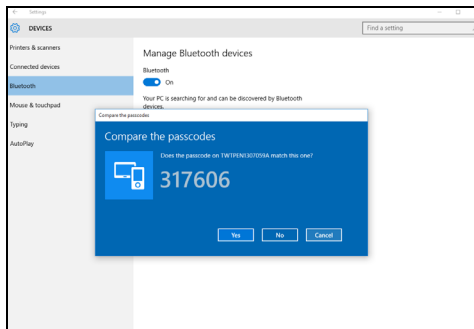 Settings
DEVICES
Find a setting
Printers & scanners
Connected devices
Bluetooth
Mouse & touchpad
Typing
AutoPlay
Manage Bluetooth devices
Bluetooth
On
Your PC is searching for and can be discovered by Bluetooth
devices.
Compare the passcodes
Compare the passcodes
Does the passcode on TWTPENI1307059A match this one?
317606
Yes
No
Cancel